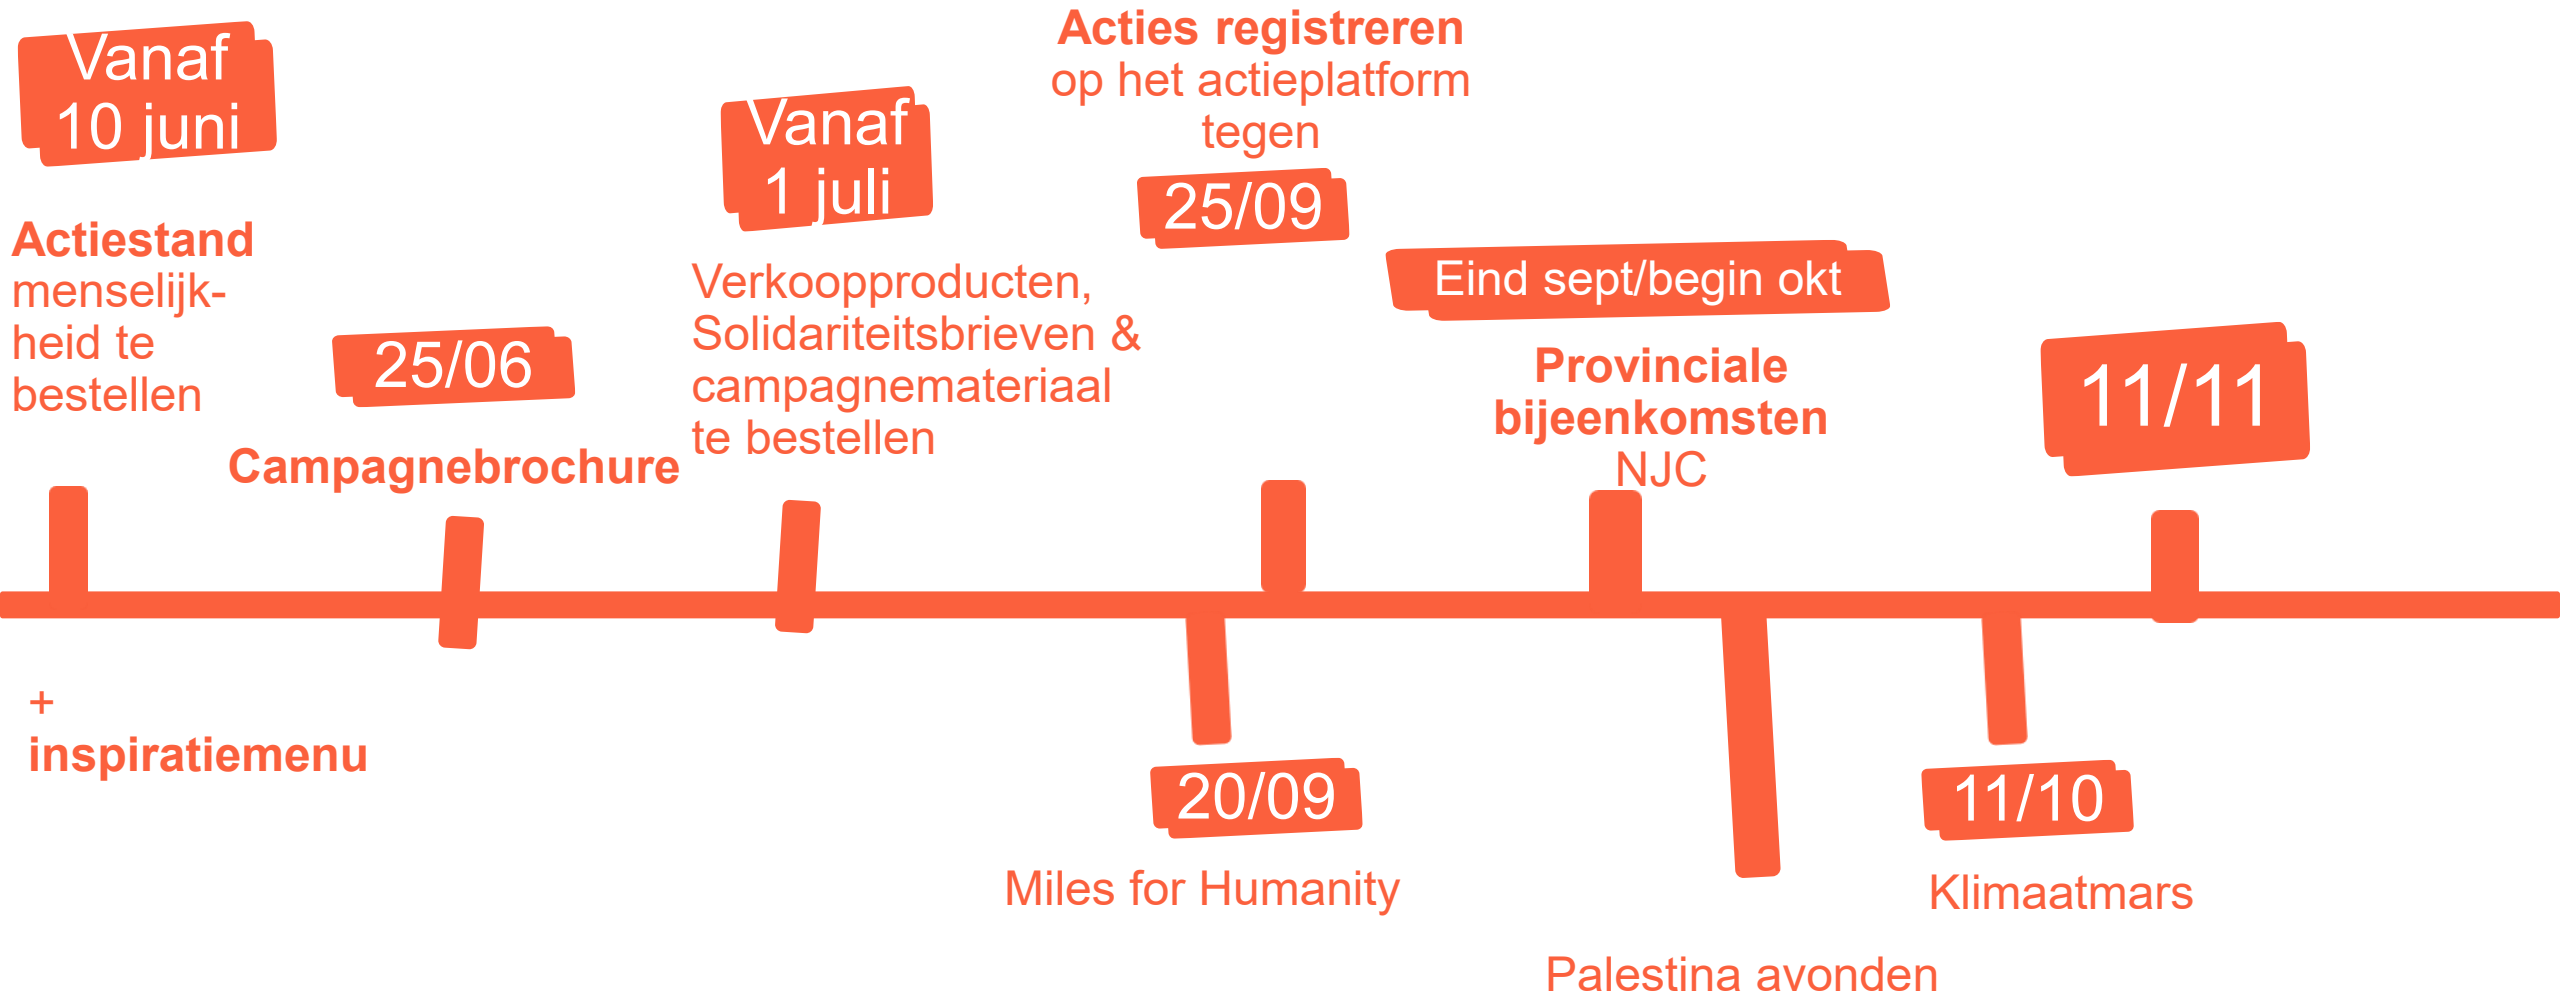 Vanaf
10 juni
Actiestand
menselijk-
heid te
bestellen
25/06
Campagnebrochure
Vanaf
1 juli
Verkoopproducten,
Solidariteitsbrieven &
campagnemateriaal
te bestellen
Acties registreren
op het actieplatform
tegen
25/09
Eind sept/begin okt
Provinciale
bijeenkomsten
NJC
11/11
+
inspiratiemenu
20/09
Miles for Humanity
Palestina avonden
11/10
Klimaatmars